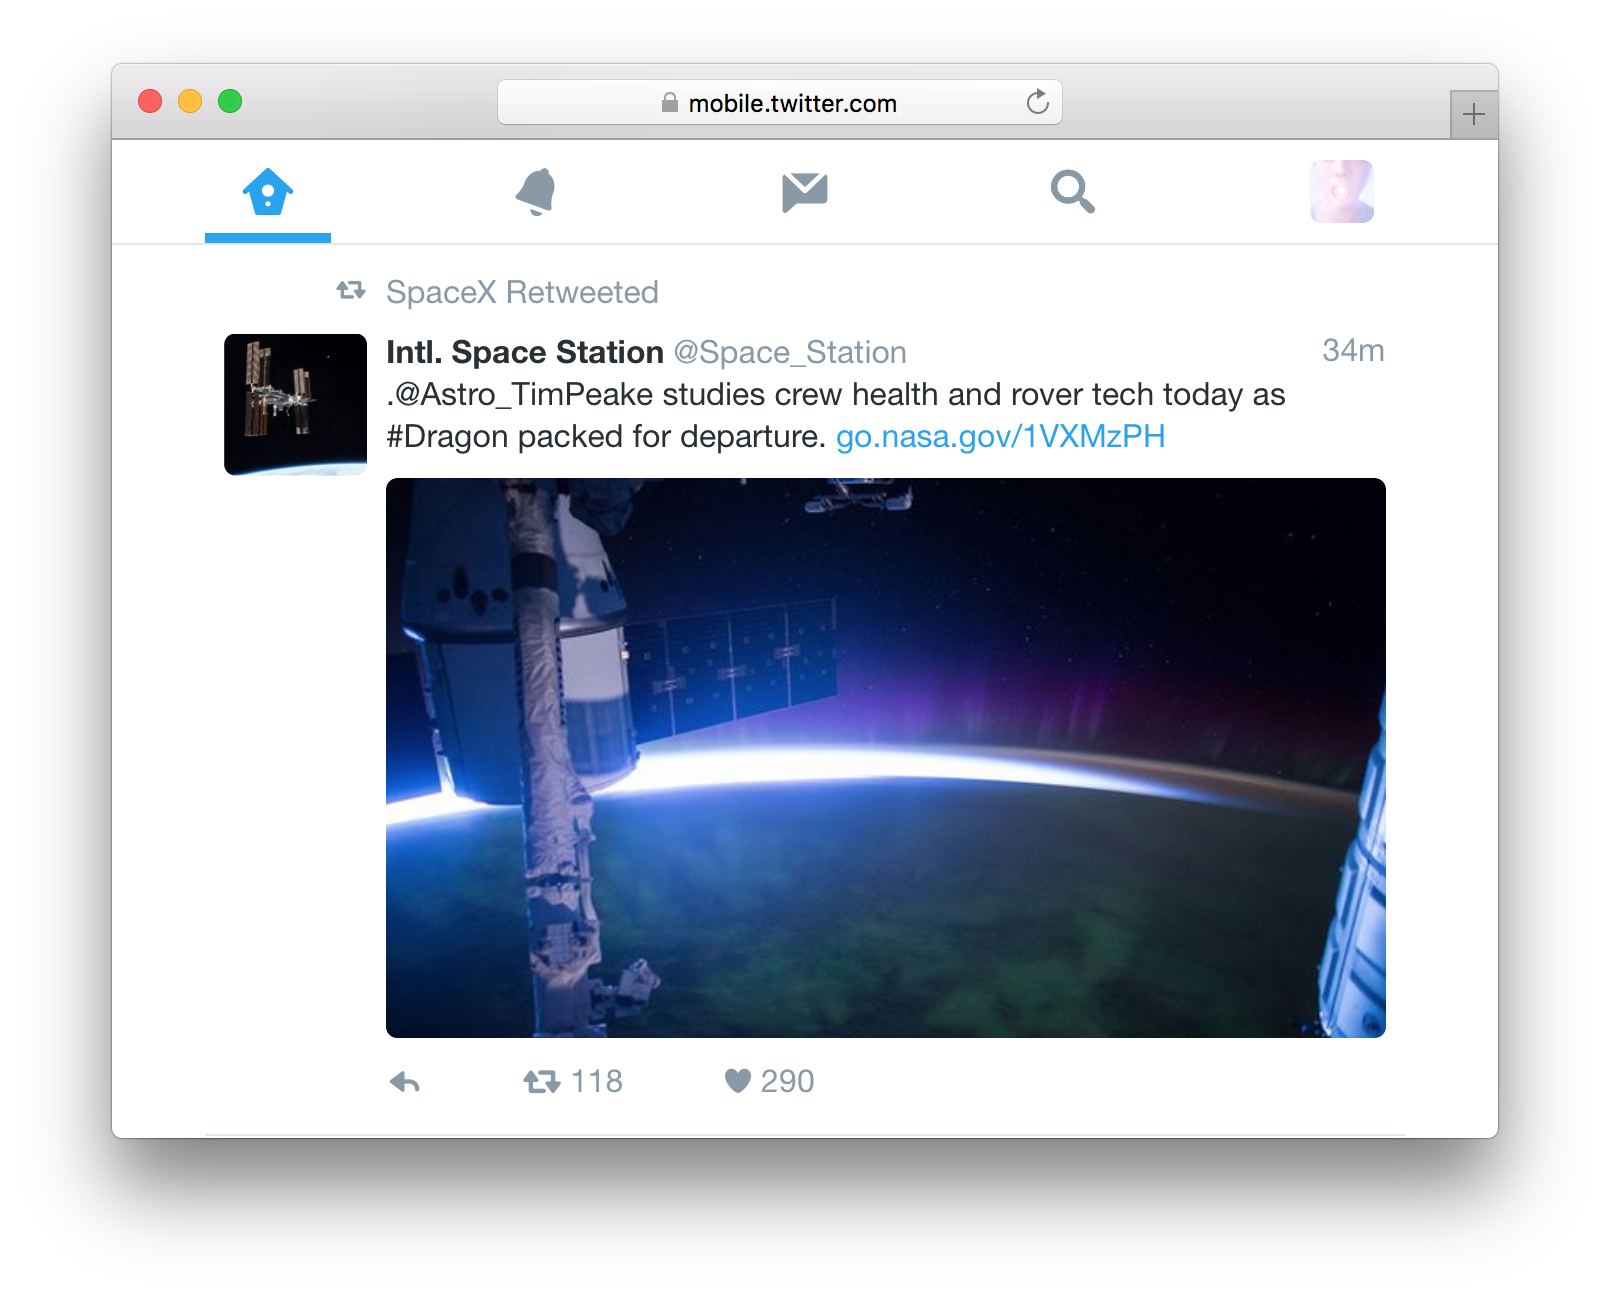 mobile.twitter.com
SpaceX Retweeted
Intl. Space Station @Space_Station 34m
.@Astro_TimPeake studies crew health and rover tech today as
#Dragon packed for departure. go.nasa.gov/1VXMzPH
118 290